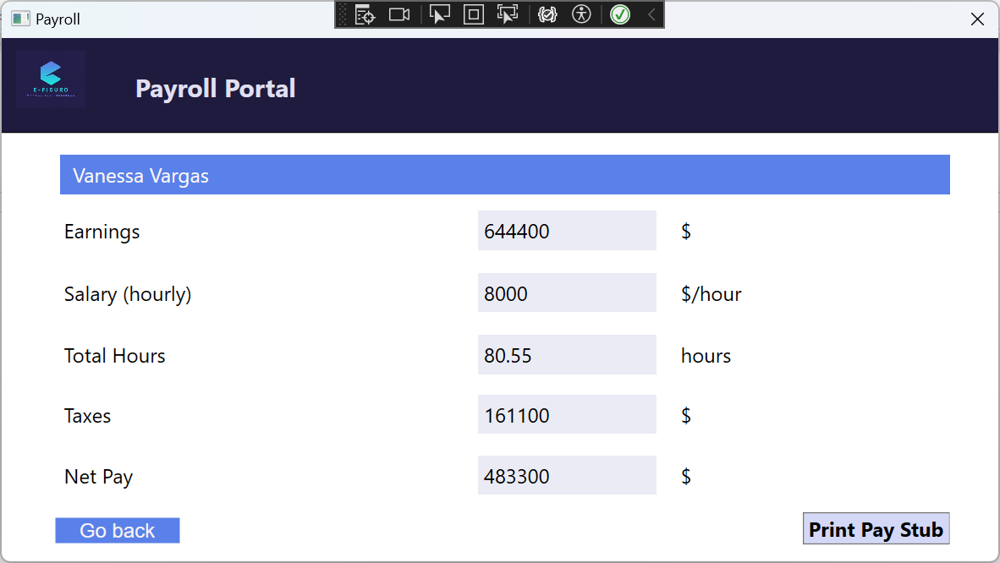 Payroll
E-FIGURO
Payroll Portal
Vanessa Vargas
Earnings 644400 $
Salary (hourly) 8000 $/hour
Total Hours 80.55 hours
Taxes 161100 $
Net Pay 483300 $
Go back Print Pay Stub